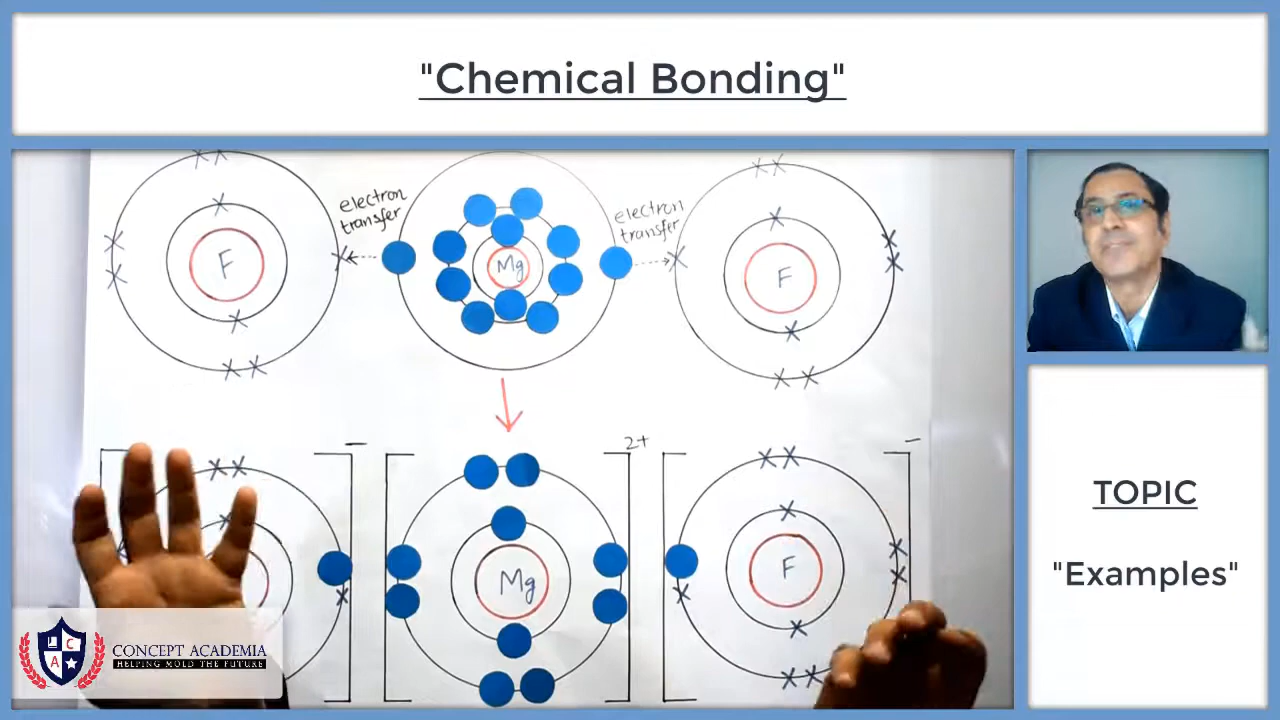 "Chemical Bonding"
electron
transfer
electron
transfer
F
Mg
F
−
2+
−
Mg
F
CONCEPT ACADEMIA
HELPING MOLD THE FUTURE
C
A
TOPIC
"Examples"